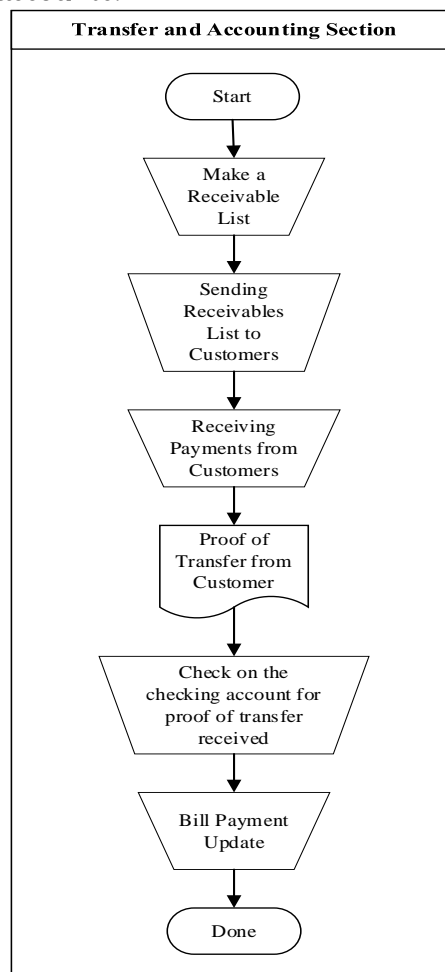 Transfer and Accounting Section
Start
Make a
Receivable
List
Sending
Receivables
List to
Customers
Receiving
Payments from
Customers
Proof of
Transfer from
Customer
Check on the
checking account for
proof of transfer
received
Bill Payment
Update
Done